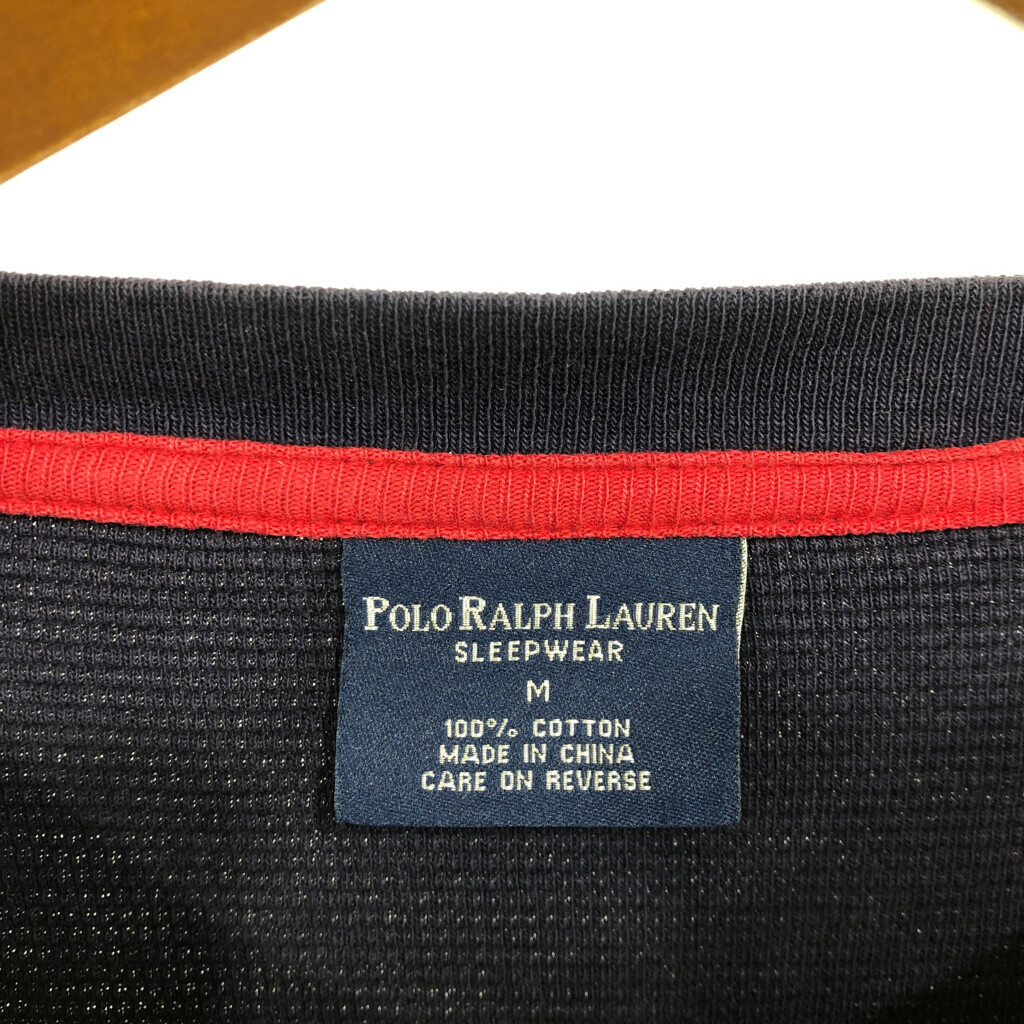 POLO RALPH LAUREN
SLEEPWEAR
M
100% COTTON
MADE IN CHINA
CARE ON REVERSE